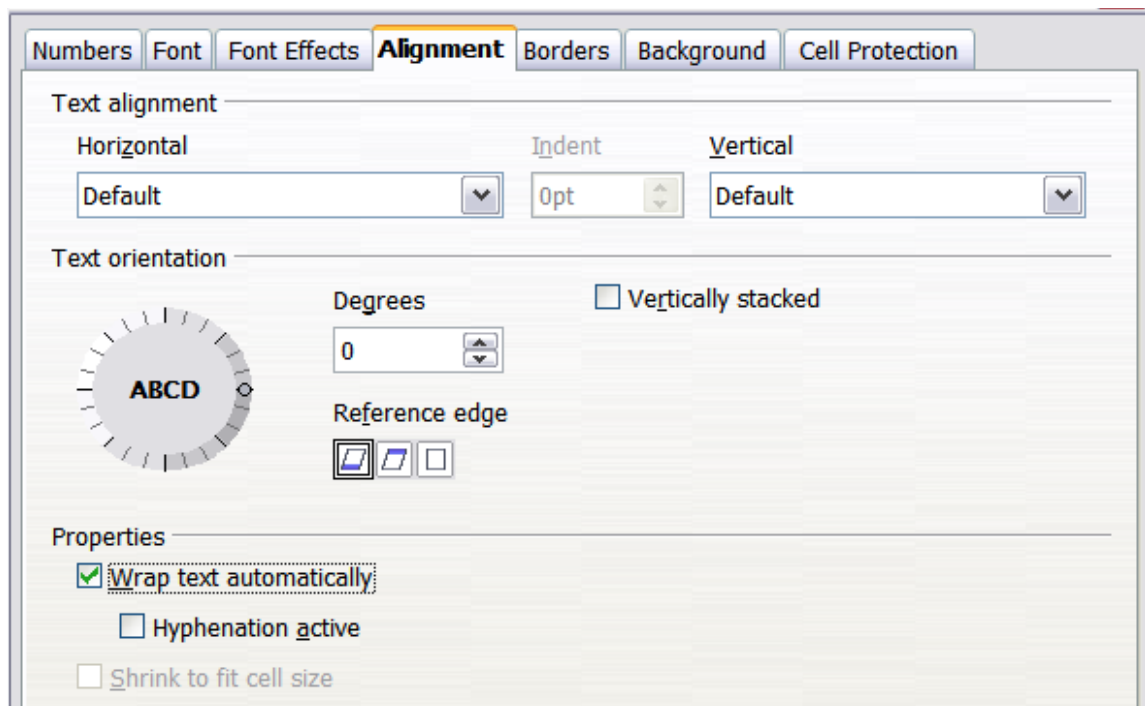 Numbers Font Font Effects Alignment Borders Background Cell Protection
Text alignment
Horizontal Indent Vertical
Default 0pt Default
Text orientation
Degrees Vertically stacked
0
ABCD
Reference edge
Properties
Wrap text automatically
Hyphenation active
Shrink to fit cell size